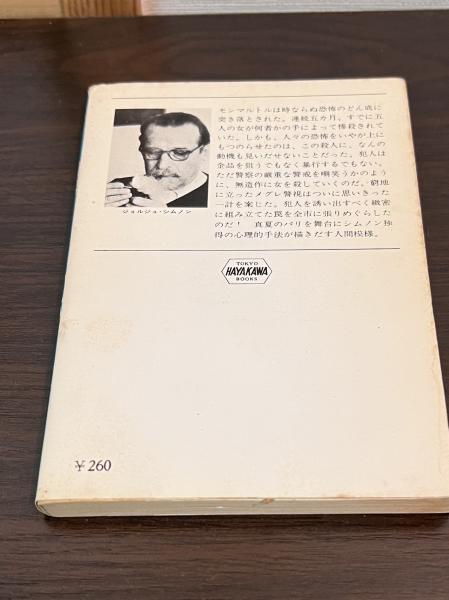 モンマルトルは時ならぬ恐怖のどん底に
突き落とされた。連続五か月、すでに五
人の女が何者かの手によって惨殺されて
いた。しかも、人々の恐怖をいやが上に
もつのらせたのは、この殺人に、なんの
動機も見いだせないことだった。犯人は
金品を狙うでもなく暴行するでもない。
ただ警察の厳重な警戒を嘲笑うかのよう
に、無造作に女を殺していくのだ。窮地
に立ったメグレ警視はついに思いきった
一計を案じた。犯人を誘い出すべく緻密
に組み立てた罠を全市に張りめぐらした
のだ！　真夏のパリを舞台にシムノン独
得の心理的手法が描きだす人間模様。
ジョルジュ・シムノン
TOKYO
HAYAKAWA
BOOKS
￥260